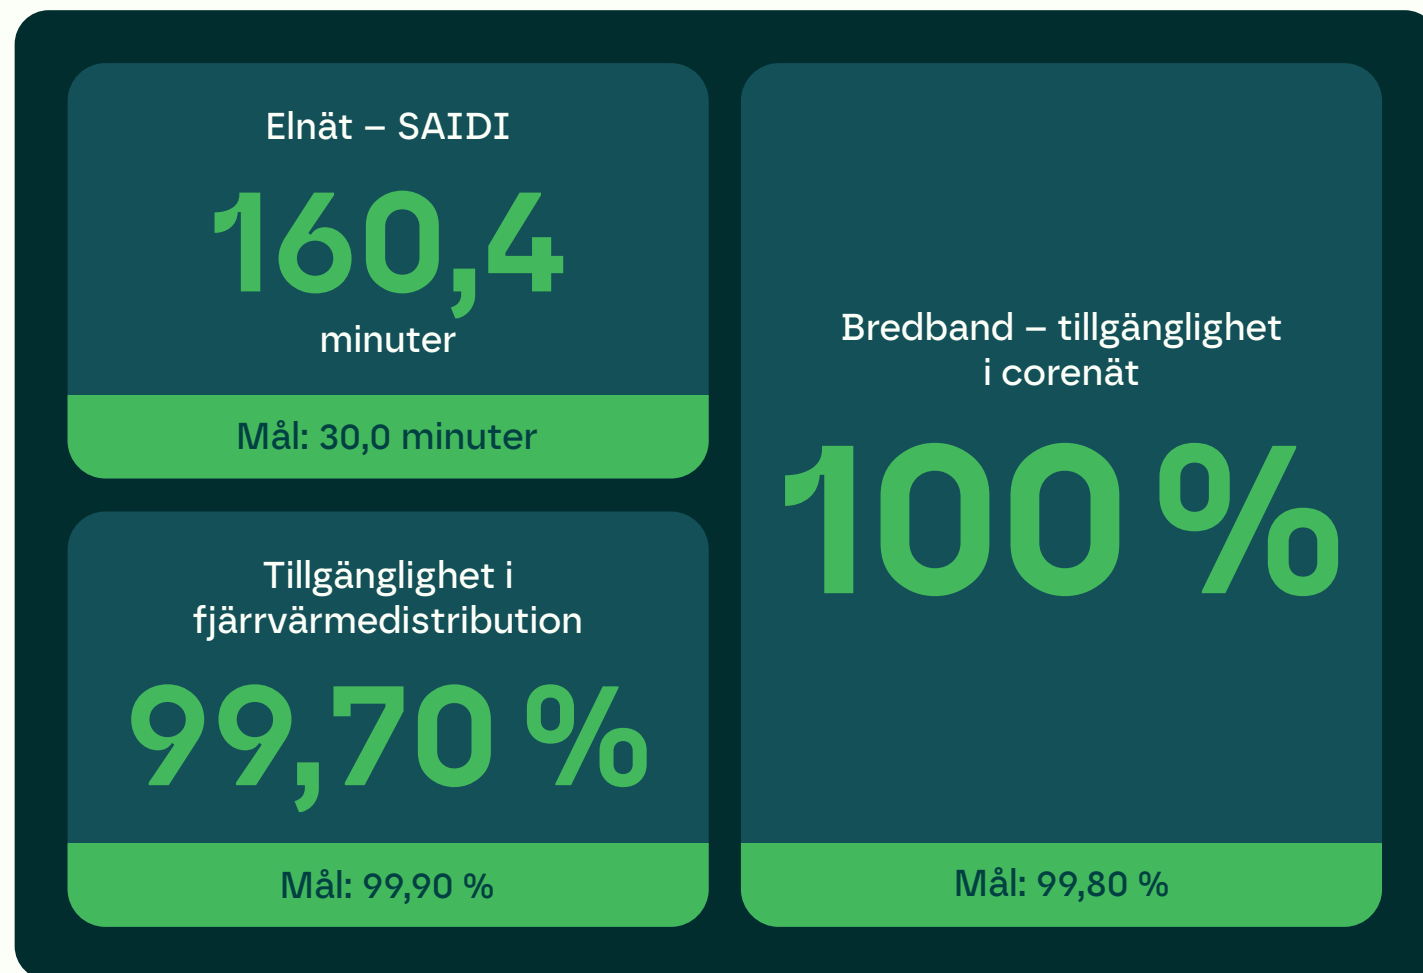 Elnät – SAIDI
160,4
minuter
Mål: 30,0 minuter
Tillgänglighet i
fjärrvärmedistribution
99,70 %
Mål: 99,90 %
Bredband – tillgänglighet
i corenät
100 %
Mål: 99,80 %